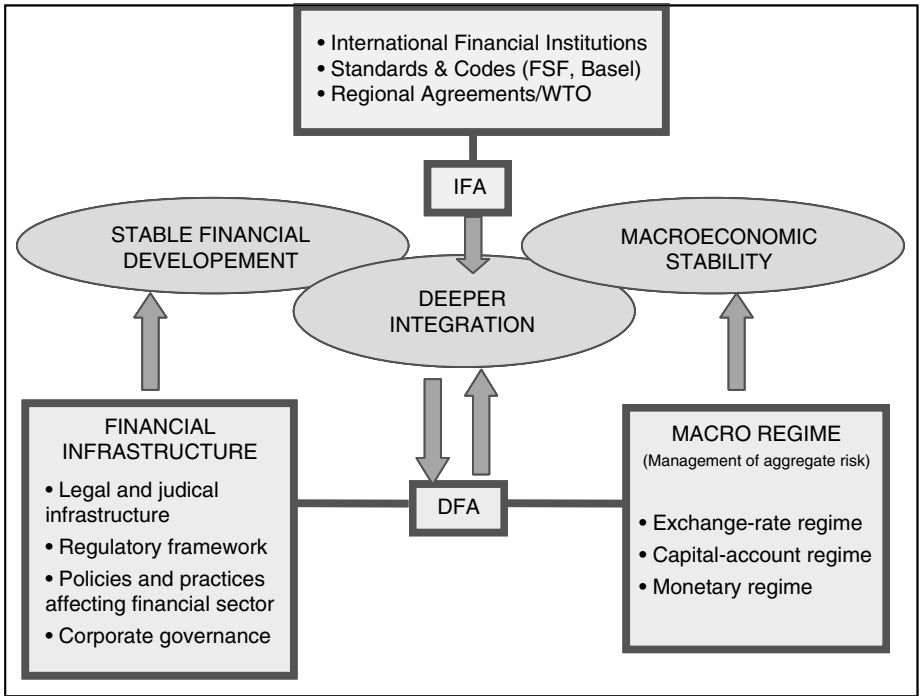 • International Financial Institutions
• Standards & Codes (FSF, Basel)
• Regional Agreements/WTO
IFA
STABLE FINANCIAL
DEVELOPEMENT
MACROECONOMIC
STABILITY
DEEPER
INTEGRATION
FINANCIAL
INFRASTRUCTURE
• Legal and judical
infrastructure
• Regulatory framework
• Policies and practices
affecting financial sector
• Corporate governance
DFA
MACRO REGIME
(Management of aggregate risk)
• Exchange-rate regime
• Capital-account regime
• Monetary regime